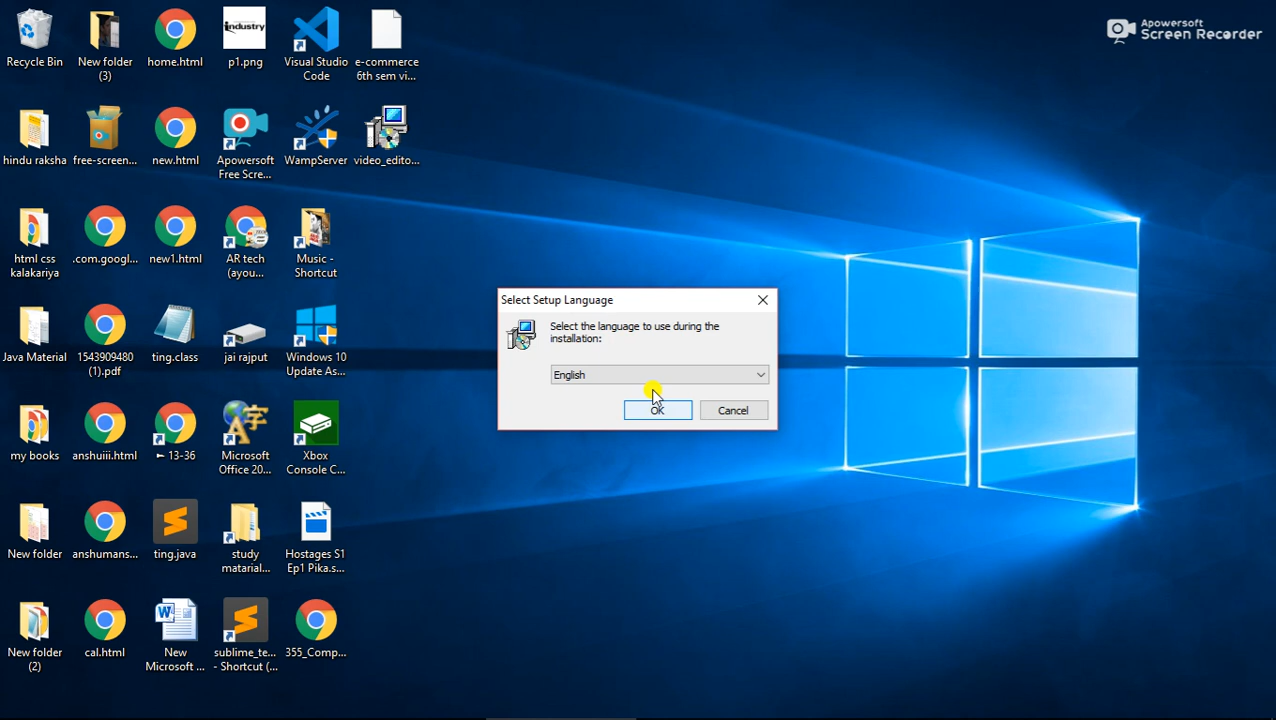 Apowersoft
Screen Recorder
Recycle Bin
New folder
(3)
home.html
industry
p1.png
Visual Studio
Code
e-commerce
6th sem vi...
hindu raksha
free-screen...
new.html
Apowersoft
Free Scre...
WampServer
video_edito...
html css
kalakariya
.com.googl...
new1.html
AR tech
(ayou...
Music -
Shortcut
Java Material
1543909480
(1).pdf
ting.class
jai rajput
Windows 10
Update As...
my books
anshuiii.html
13-36
Microsoft
Office 20...
Xbox
Console C...
New folder
anshumans...
ting.java
study
matarial...
Hostages S1
Ep1 Pika.s...
New folder
(2)
cal.html
New
Microsoft ...
sublime_te...
- Shortcut (...
355_Comp...
Select Setup Language
Select the language to use during the
installation:
English
OK
Cancel